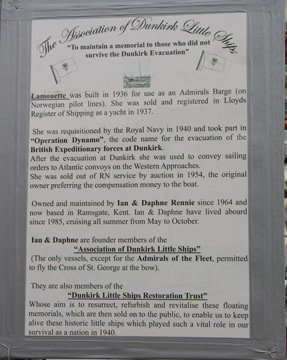 The Association of Dunkirk Little Ships
"To maintain a memorial to those who did not
survive the Dunkirk Evacuation"
Lamouette was built in 1936 for use as an Admirals Barge (on
Norwegian pilot lines). She was sold and registered in Lloyds
Register of Shipping as a yacht in 1937.
She was requisitioned by the Royal Navy in 1940 and took part in
"Operation Dynamo", the code name for the evacuation of the
British Expeditionary forces at Dunkirk.
After the evacuation at Dunkirk she was used to convey sailing
orders to Atlantic convoys on the Western Approaches.
She was sold out of RN service by auction in 1954, the original
owner preferring the compensation money to the boat.
Owned and maintained by Ian & Daphne Rennie since 1964 and
now based in Ramsgate, Kent. Ian & Daphne have lived aboard
since 1985, cruising all summer from May to October.
Ian & Daphne are founder members of the
"Association of Dunkirk Little Ships"
(The only vessels, except for the Admirals of the Fleet, permitted
to fly the Cross of St. George at the bow).
They are also members of the
"Dunkirk Little Ships Restoration Trust"
Whose aim is to resurrect, refurbish and revitalise these floating
memorials, which are then sold on to the public, to enable us to keep
alive these historic little ships which played such a vital role in our
survival as a nation in 1940.